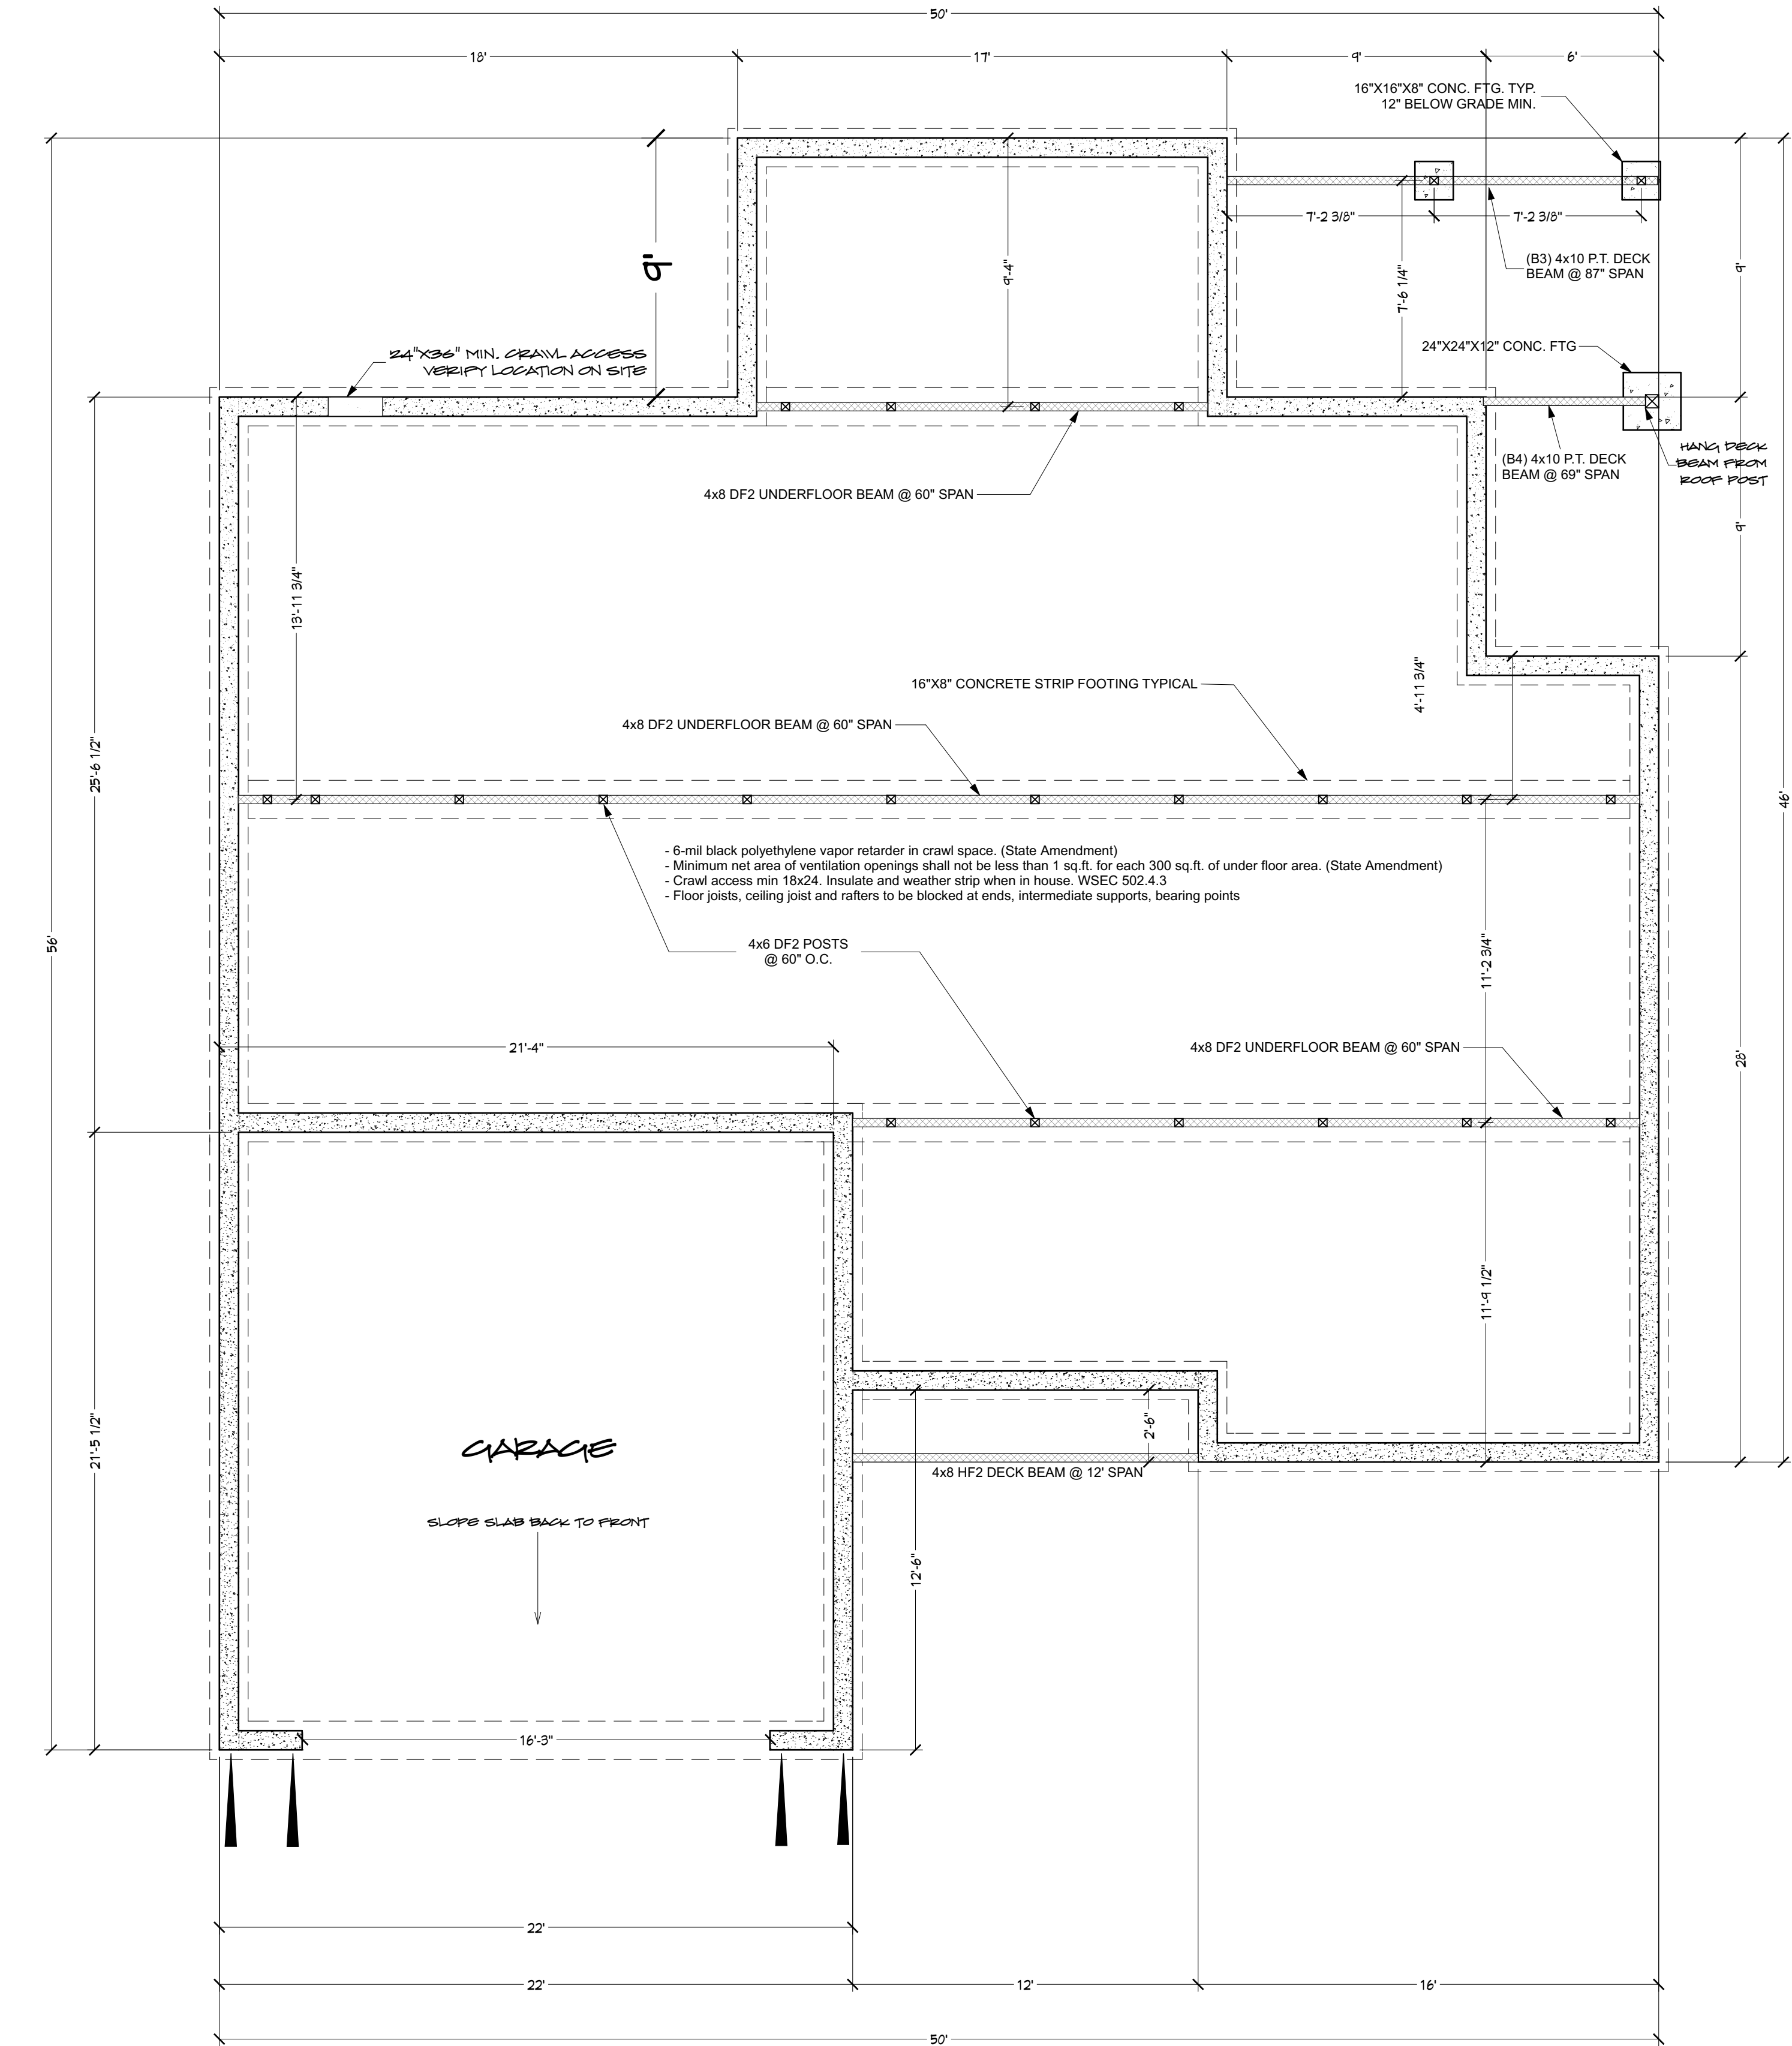 50'
18'
17'
9'
6'
16"X16"X8" CONC. FTG. TYP.
12" BELOW GRADE MIN.
7'-2 3/8"
7'-2 3/8"
(B3) 4x10 P.T. DECK
BEAM @ 87" SPAN
9'
9'-4"
7'-6 1/4"
9'
24"X36" MIN. CRAWL ACCESS
VERIFY LOCATION ON SITE
24"X24"X12" CONC. FTG
HANG DECK
BEAM FROM
ROOF POST
(B4) 4x10 P.T. DECK
BEAM @ 69" SPAN
4x8 DF2 UNDERFLOOR BEAM @ 60" SPAN
9'
13'-11 3/4"
16"X8" CONCRETE STRIP FOOTING TYPICAL
4'-11 3/4"
4x8 DF2 UNDERFLOOR BEAM @ 60" SPAN
25'-6 1/2"
46'
- 6-mil black polyethylene vapor retarder in crawl space. (State Amendment)
- Minimum net area of ventilation openings shall not be less than 1 sq.ft. for each 300 sq.ft. of under floor area. (State Amendment)
- Crawl access min 18x24. Insulate and weather strip when in house. WSEC 502.4.3
- Floor joists, ceiling joist and rafters to be blocked at ends, intermediate supports, bearing points
56'
4x6 DF2 POSTS
@ 60" O.C.
11'-2 3/4"
21'-4"
4x8 DF2 UNDERFLOOR BEAM @ 60" SPAN
28'
11'-9 1/2"
21'-5 1/2"
GARAGE
2'-6"
4x8 HF2 DECK BEAM @ 12' SPAN
SLOPE SLAB BACK TO FRONT
12'-6"
16'-3"
22'
22'
12'
16'
50'